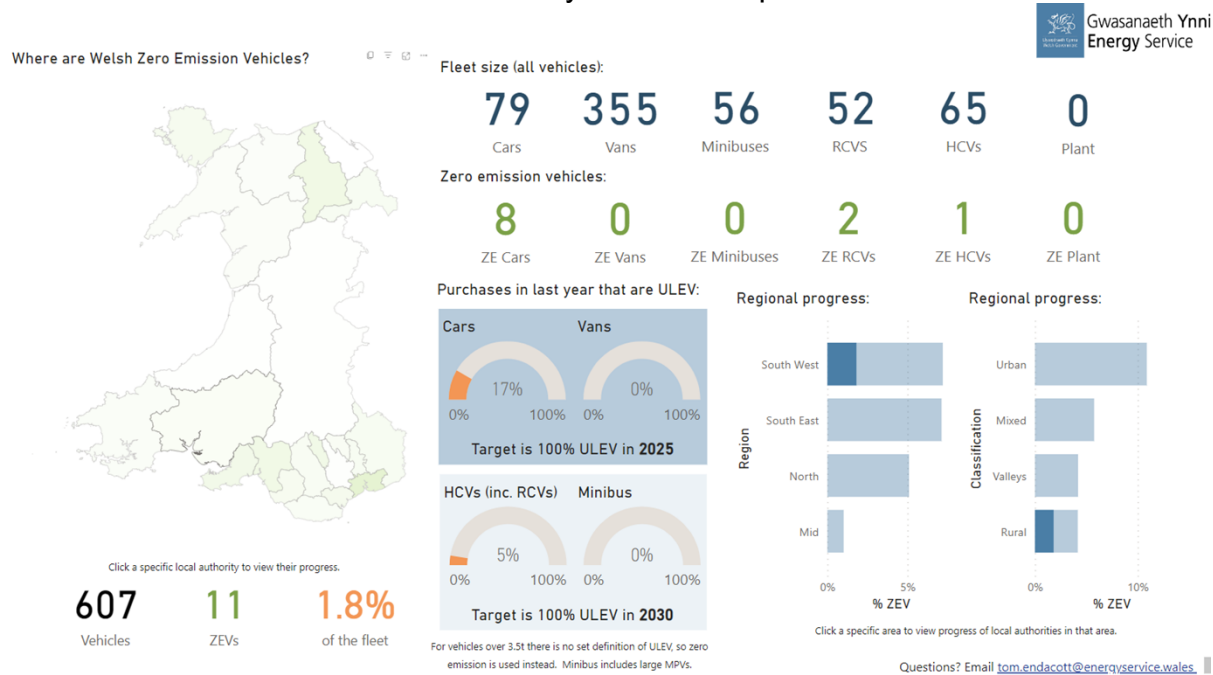 Gwasanaeth Ynni
Energy Service
Where are Welsh Zero Emission Vehicles?
Click a specific local authority to view their progress.
607
Vehicles
11
ZEVs
1.8%
of the fleet
Fleet size (all vehicles):
79 355 56 52 65 0
Cars Vans Minibuses RCVS HCVs Plant
Zero emission vehicles:
8 0 0 2 1 0
ZE Cars ZE Vans ZE Minibuses ZE RCVs ZE HCVs ZE Plant
Purchases in last year that are ULEV:
Cars Vans
17% 0%
0% 100% 0% 100%
Target is 100% ULEV in 2025
HCVs (inc. RCVs) Minibus
5% 0%
0% 100% 0% 100%
Target is 100% ULEV in 2030
For vehicles over 3.5t there is no set definition of ULEV, so zero
emission is used instead. Minibus includes large MPVs.
Regional progress:
Region
South West
South East
North
Mid
0% 5%
% ZEV
Regional progress:
Classification
Urban
Mixed
Valleys
Rural
0% 10%
% ZEV
Click a specific area to view progress of local authorities in that area.
Questions? Email tom.endacott@energyservice.wales